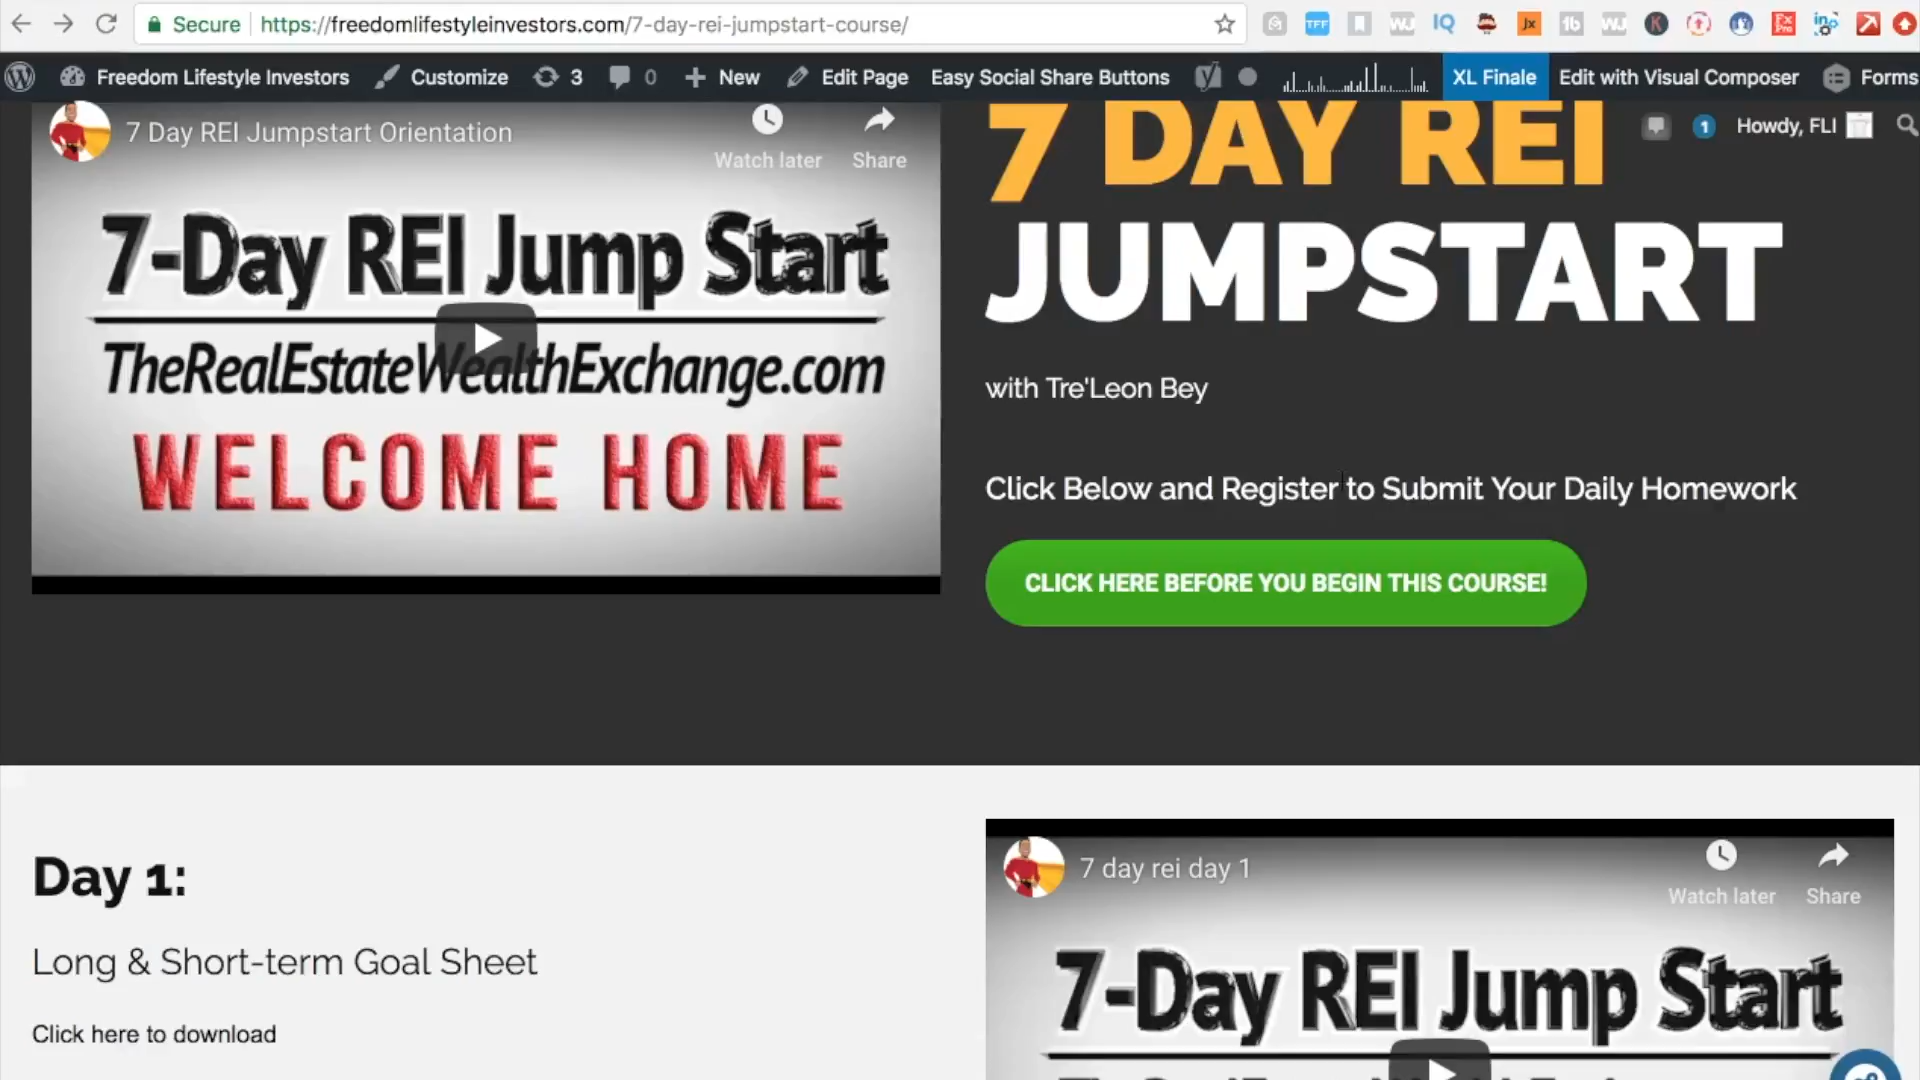 Secure
https://freedomlifestyleinvestors.com/7-day-rei-jumpstart-course/
Freedom Lifestyle Investors
Customize
3
0
New
Edit Page
Easy Social Share Buttons
XL Finale
Edit with Visual Composer
Forms
1
Howdy, FLI
7 Day REI Jumpstart Orientation
Watch later
Share
7-Day REI Jump Start
TheRealEstateWealthExchange.com
WELCOME HOME
7 DAY REI
JUMPSTART
with Tre'Leon Bey
Click Below and Register to Submit Your Daily Homework
CLICK HERE BEFORE YOU BEGIN THIS COURSE!
Day 1:
Long & Short-term Goal Sheet
Click here to download
7 day rei day 1
Watch later
Share
7-Day REI Jump Start